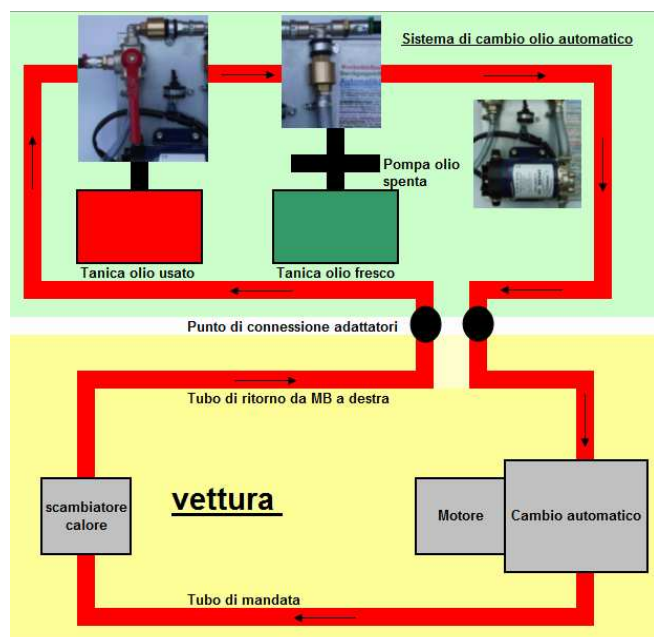 Sistema di cambio olio automatico
Pompa olio
spenta
Tanica olio usato
Tanica olio fresco
Punto di connessione adattatori
Tubo di ritorno da MB a destra
scambiatore
calore
vettura
Motore
Cambio automatico
Tubo di mandata